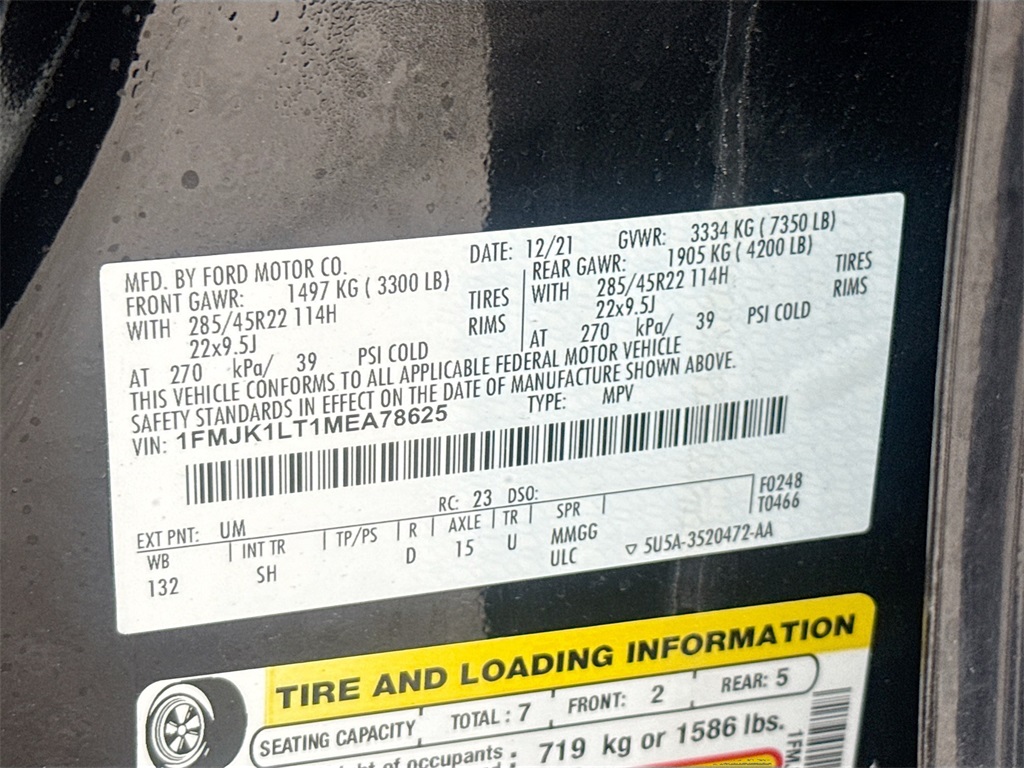 MFD. BY FORD MOTOR CO. DATE: 12/21 GVWR: 3334 KG ( 7350 LB)
FRONT GAWR: 1497 KG ( 3300 LB) REAR GAWR: 1905 KG ( 4200 LB)
WITH 285/45R22 114H TIRES WITH 285/45R22 114H TIRES
22x9.5J RIMS 22x9.5J RIMS
AT 270 kPa/ 39 PSI COLD AT 270 kPa/ 39 PSI COLD
THIS VEHICLE CONFORMS TO ALL APPLICABLE FEDERAL MOTOR VEHICLE
SAFETY STANDARDS IN EFFECT ON THE DATE OF MANUFACTURE SHOWN ABOVE.
VIN: 1FMJK1LT1MEA78625 TYPE: MPV
EXT PNT: UM RC: 23 DSO: F0248
T0466
WB INT TR TP/PS R AXLE TR SPR
132 SH D 15 U MMGG
ULC
5U5A-3520472-AA
TIRE AND LOADING INFORMATION
SEATING CAPACITY TOTAL : 7 FRONT: 2 REAR: 5
of occupants : 719 kg or 1586 lbs.
1FM